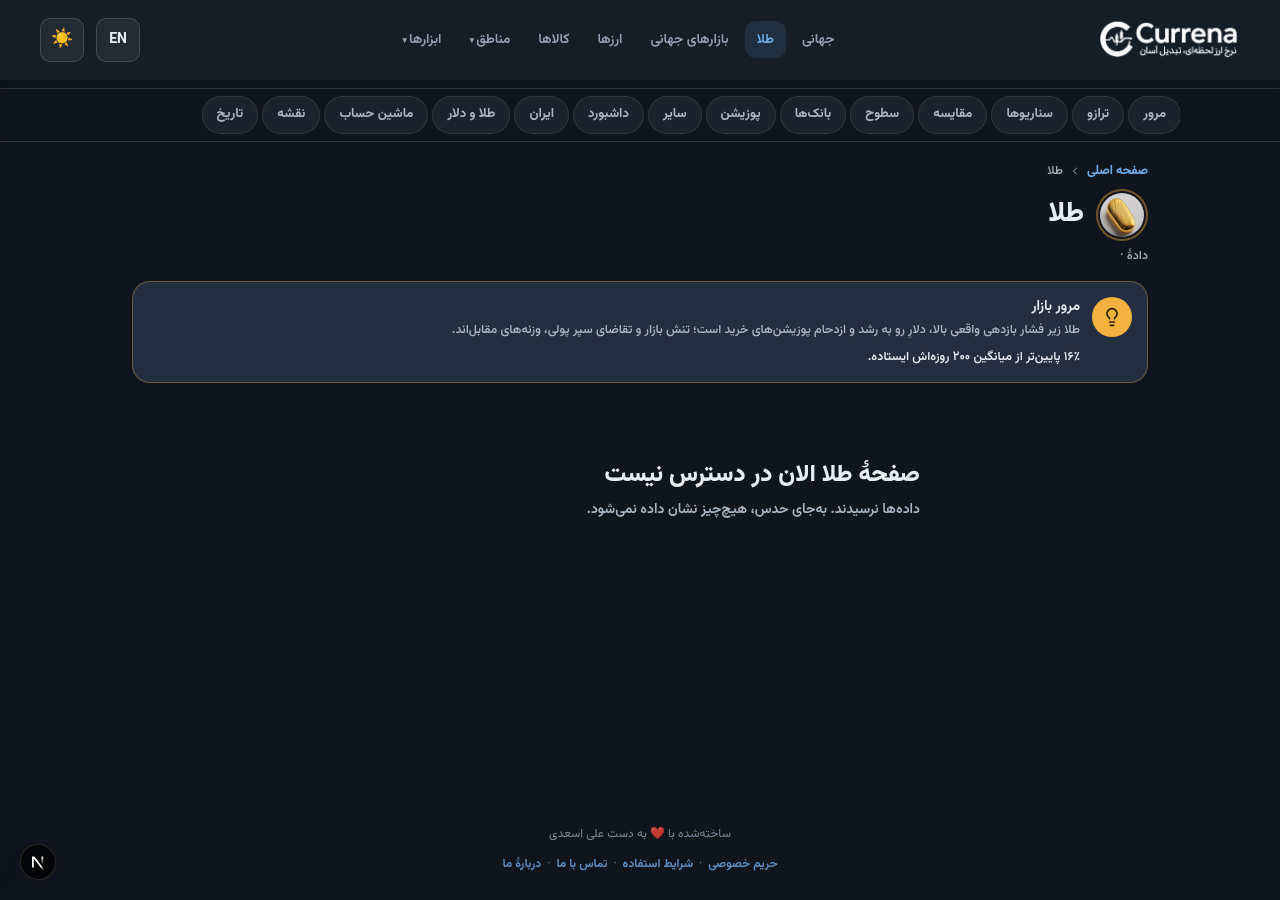 Currena
نرخ ارز لحظه‌ای، تبدیل آسان
جهانی
طلا
بازارهای جهانی
ارزها
کالاها
مناطق ▾
ابزارها ▾
EN
مرور
ترازو
سناریوها
مقایسه
سطوح
بانک‌ها
پوزیشن
سایر
داشبورد
ایران
طلا و دلار
ماشین حساب
نقشه
تاریخ
صفحه اصلی › طلا
طلا
دادهٔ ·
مرور بازار
طلا زیر فشار بازدهی واقعی بالا، دلارِ رو به رشد و ازدحام پوزیشن‌های خرید است؛ تنش بازار و تقاضای سپر پولی، وزنه‌های مقابل‌اند.
۱۶٪ پایین‌تر از میانگین ۲۰۰ روزه‌اش ایستاده.
صفحهٔ طلا الان در دسترس نیست
داده‌ها نرسیدند. به‌جای حدس، هیچ‌چیز نشان داده نمی‌شود.
ساخته‌شده با ❤️ به دست علی اسعدی
حریم خصوصی · شرایط استفاده · تماس با ما · دربارهٔ ما
N